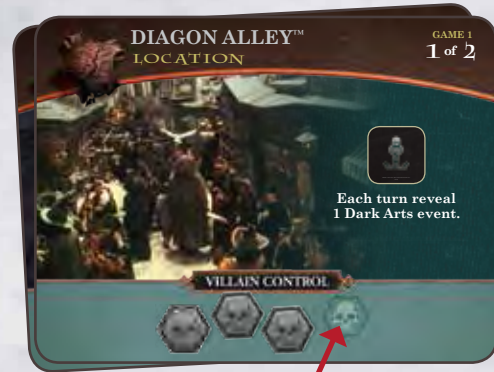 DIAGON ALLEY™
LOCATION
GAME 1
1 of 2
Each turn reveal
1 Dark Arts event.
VILLAIN CONTROL